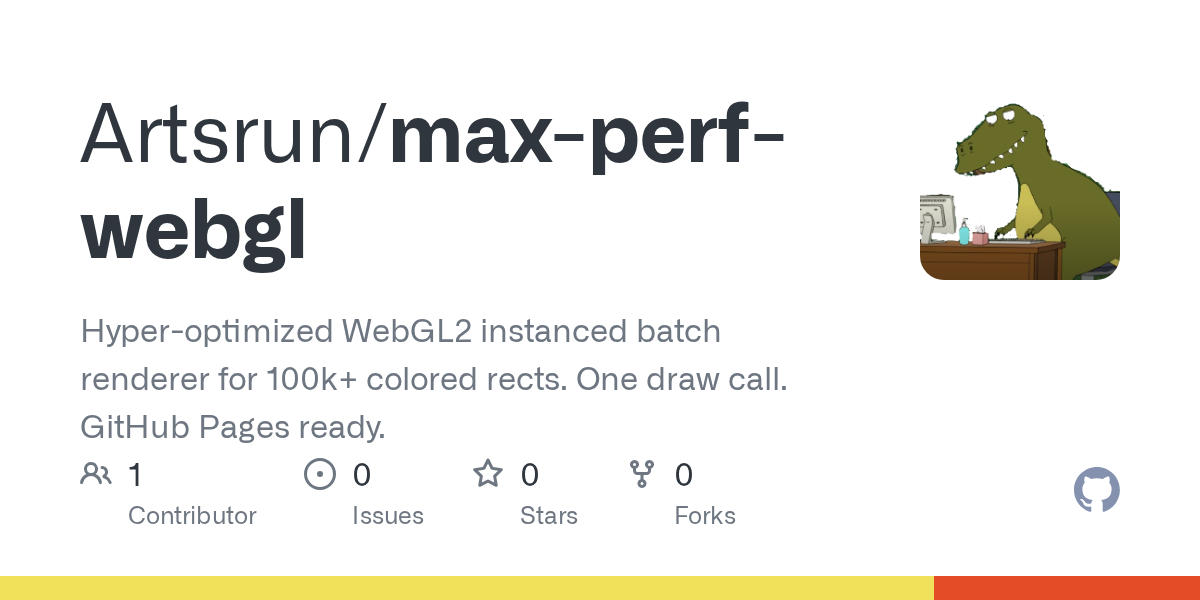 Artsrun/max-perf-
webgl
Hyper-optimized WebGL2 instanced batch
renderer for 100k+ colored rects. One draw call.
GitHub Pages ready.
1 0 0 0
Contributor Issues Stars Forks